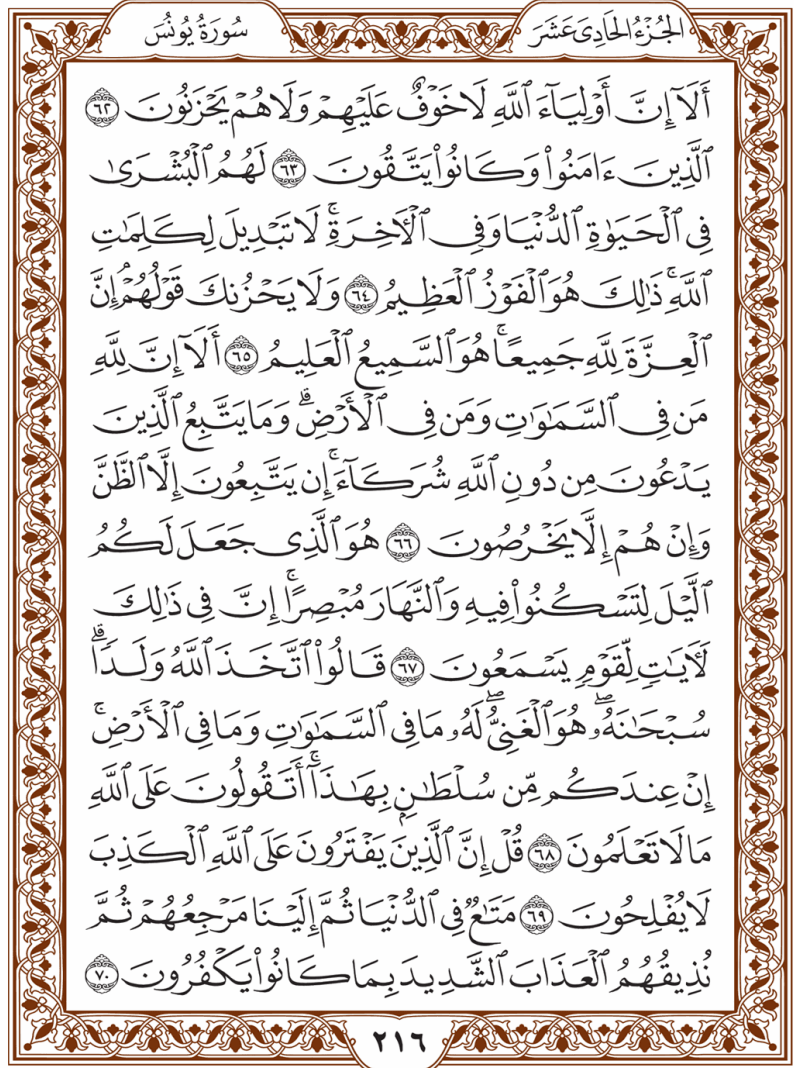 الجُزْءُ الحَادِي عَشَرَ
سُورَةُ يُونُسَ
أَلَآ إِنَّ أَوْلِيَآءَ ٱللَّهِ لَا خَوْفٌ عَلَيْهِمْ وَلَا هُمْ يَحْزَنُونَ ٦٢
ٱلَّذِينَ ءَامَنُوا۟ وَكَانُوا۟ يَتَّقُونَ ٦٣ لَهُمُ ٱلْبُشْرَىٰ
فِى ٱلْحَيَوٰةِ ٱلدُّنْيَا وَفِى ٱلْـَٔاخِرَةِ ۚ لَا تَبْدِيلَ لِكَلِمَٰتِ
ٱللَّهِ ۚ ذَٰلِكَ هُوَ ٱلْفَوْزُ ٱلْعَظِيمُ ٦٤ وَلَا يَحْزُنكَ قَوْلُهُمْ ۘ إِنَّ
ٱلْعِزَّةَ لِلَّهِ جَمِيعًا ۚ هُوَ ٱلسَّمِيعُ ٱلْعَلِيمُ ٦٥ أَلَآ إِنَّ لِلَّهِ
مَن فِى ٱلسَّمَٰوَٰتِ وَمَن فِى ٱلْأَرْضِ ۗ وَمَا يَتَّبِعُ ٱلَّذِينَ
يَدْعُونَ مِن دُونِ ٱللَّهِ شُرَكَآءَ ۚ إِن يَتَّبِعُونَ إِلَّا ٱلظَّنَّ
وَإِنْ هُمْ إِلَّا يَخْرُصُونَ ٦٦ هُوَ ٱلَّذِى جَعَلَ لَكُمُ
ٱلَّيْلَ لِتَسْكُنُوا۟ فِيهِ وَٱلنَّهَارَ مُبْصِرًا ۚ إِنَّ فِى ذَٰلِكَ
لَـَٔايَٰتٍ لِّقَوْمٍ يَسْمَعُونَ ٦٧ قَالُوا۟ ٱتَّخَذَ ٱللَّهُ وَلَدًا ۗ
سُبْحَٰنَهُۥ ۖ هُوَ ٱلْغَنِىُّ ۖ لَهُۥ مَا فِى ٱلسَّمَٰوَٰتِ وَمَا فِى ٱلْأَرْضِ ۚ
إِنْ عِندَكُم مِّن سُلْطَٰنٍۭ بِهَٰذَآ ۚ أَتَقُولُونَ عَلَى ٱللَّهِ
مَا لَا تَعْلَمُونَ ٦٨ قُلْ إِنَّ ٱلَّذِينَ يَفْتَرُونَ عَلَى ٱللَّهِ ٱلْكَذِبَ
لَا يُفْلِحُونَ ٦٩ مَتَٰعٌ فِى ٱلدُّنْيَا ثُمَّ إِلَيْنَا مَرْجِعُهُمْ ثُمَّ
نُذِيقُهُمُ ٱلْعَذَابَ ٱلشَّدِيدَ بِمَا كَانُوا۟ يَكْفُرُونَ ٧٠
٢١٦